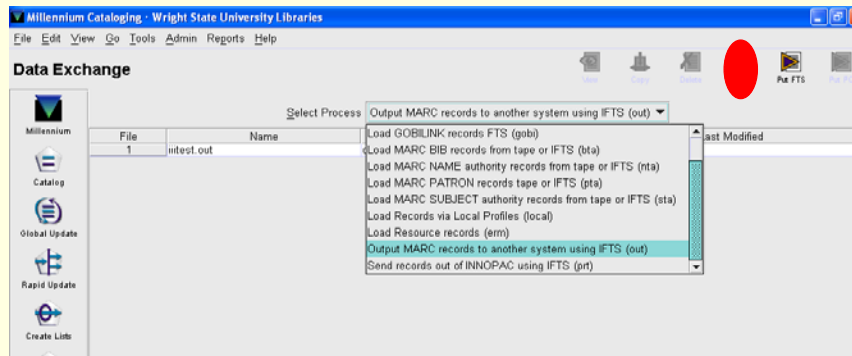 Millennium Cataloging · Wright State University Libraries
File Edit View Go Tools Admin Reports Help
Data Exchange
View Copy Delete Put FTS Put PC
Select Process Output MARC records to another system using IFTS (out)
Millennium
File Name Last Modified
1
Load GOBILINK records FTS (gobi)
Load MARC BIB records from tape or IFTS (bta)
Load MARC NAME authority records from tape or IFTS (nta)
Load MARC PATRON records tape or IFTS (pta)
Load MARC SUBJECT authority records from tape or IFTS (sta)
Load Records via Local Profiles (local)
Load Resource records (erm)
Output MARC records to another system using IFTS (out)
Send records out of INNOPAC using IFTS (prt)
Catalog
Global Update
Rapid Update
Create Lists